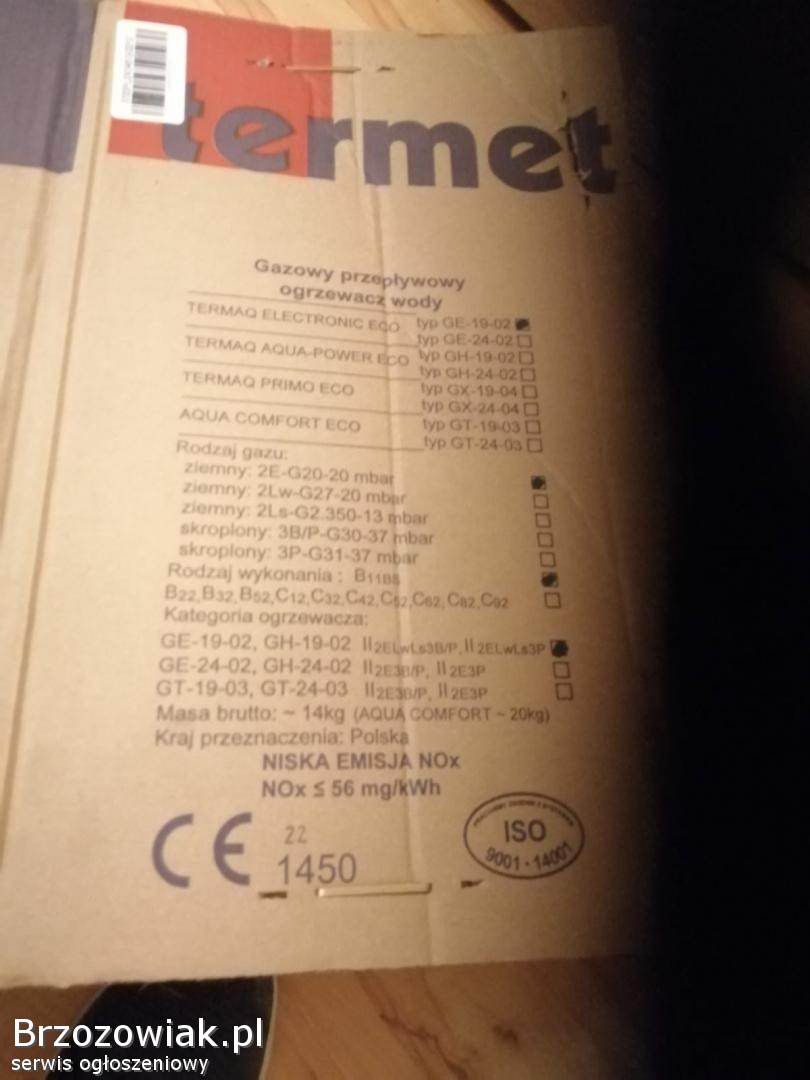 termet
Gazowy przepływowy
ogrzewacz wody
TERMAQ ELECTRONIC ECO typ GE-19-02
typ GE-24-02
TERMAQ AQUA-POWER ECO typ GH-19-02
typ GH-24-02
TERMAQ PRIMO ECO typ GX-19-04
typ GX-24-04
AQUA COMFORT ECO typ GT-19-03
typ GT-24-03
Rodzaj gazu:
ziemny: 2E-G20-20 mbar
ziemny: 2Lw-G27-20 mbar
ziemny: 2Ls-G2.350-13 mbar
skroplony: 3B/P-G30-37 mbar
skroplony: 3P-G31-37 mbar
Rodzaj wykonania : B11BS
B22,B32,B52,C12,C32,C42,C52,C62,C82,C92
Kategoria ogrzewacza:
GE-19-02, GH-19-02 II2ELwLs3B/P, II2ELwLs3P
GE-24-02, GH-24-02 II2E3B/P, II2E3P
GT-19-03, GT-24-03 II2E3B/P, II2E3P
Masa brutto: ~ 14kg (AQUA COMFORT ~ 20kg)
Kraj przeznaczenia: Polska
NISKA EMISJA NOx
NOx ≤ 56 mg/kWh
CE 22
1450
ISO
9001 - 14001
Brzozowiak.pl
serwis ogłoszeniowy